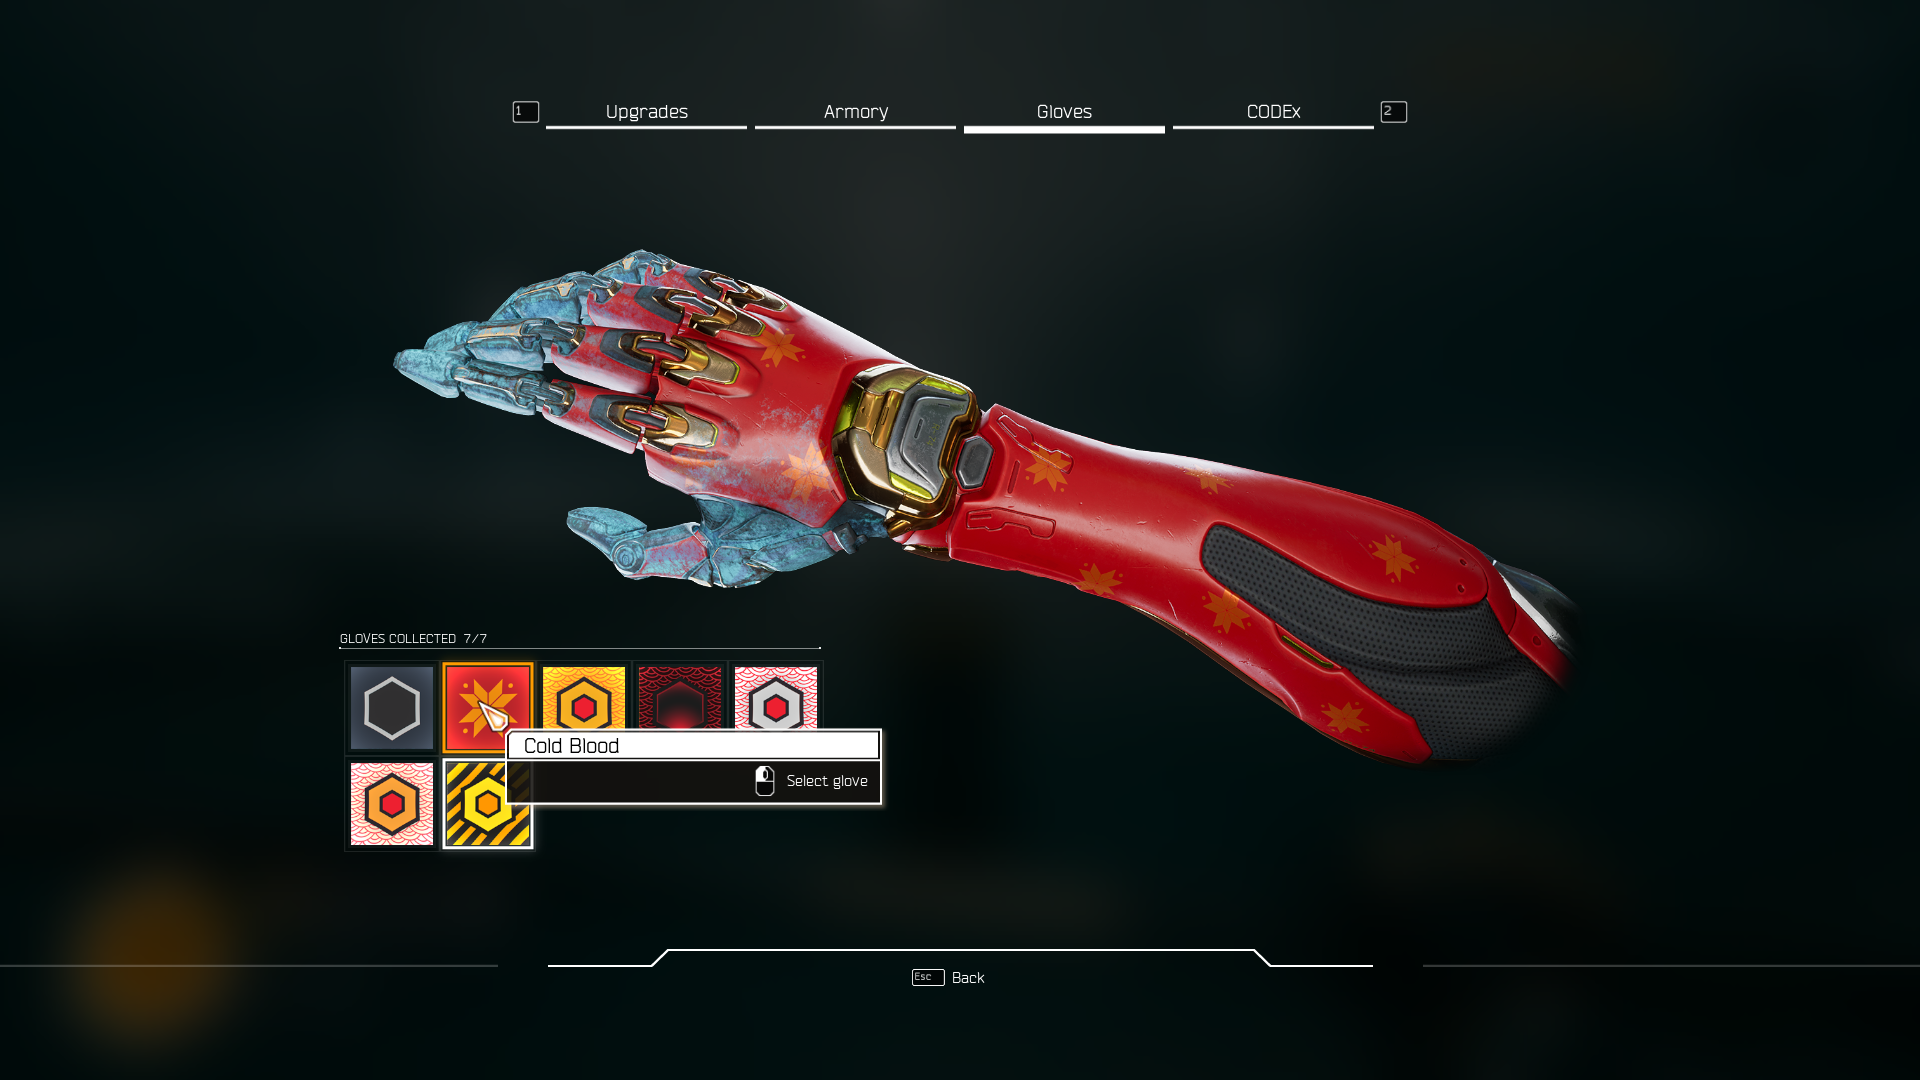 1
Upgrades
Armory
Gloves
CODEx
2
GLOVES COLLECTED 7/7
Cold Blood
Select glove
Esc
Back